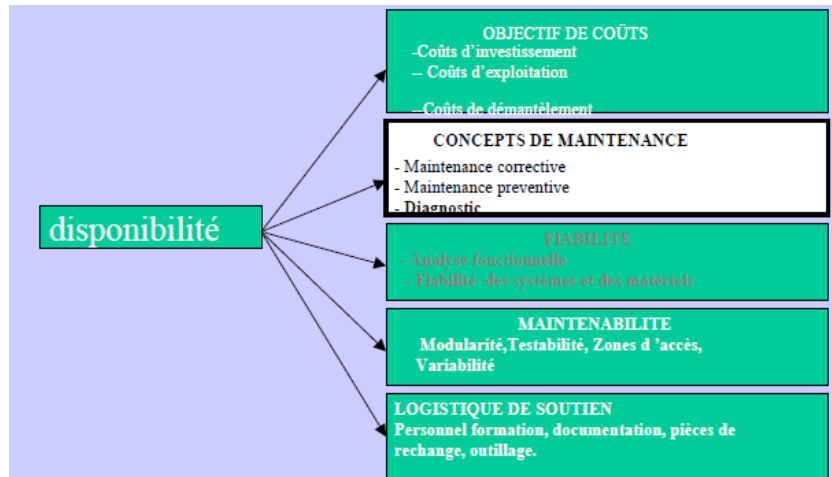 OBJECTIF DE COÛTS
-Coûts d’investissement
-- Coûts d’exploitation
--Coûts de démantèlement
CONCEPTS DE MAINTENANCE
- Maintenance corrective
- Maintenance preventive
- Diagnostic
disponibilité
FIABILITE
- Analyse fonctionnelle
- Fiabilité des systèmes et des matériels
MAINTENABILITE
Modularité,Testabilité, Zones d ’accès,
Variabilité
LOGISTIQUE DE SOUTIEN
Personnel formation, documentation, pièces de
rechange, outillage.